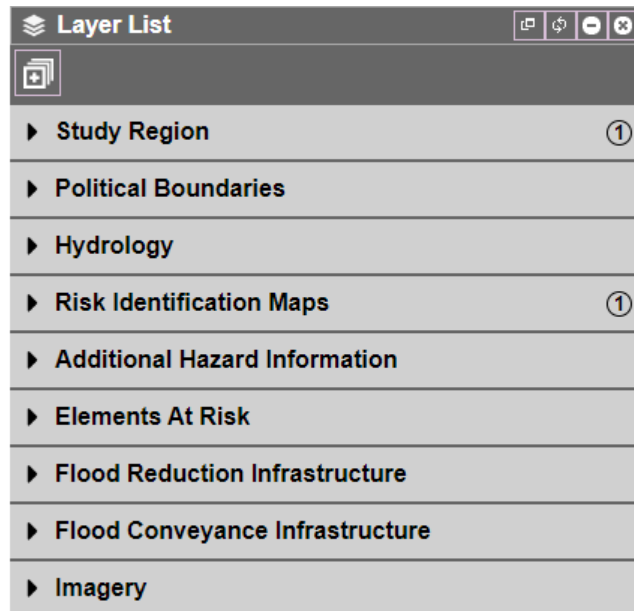 Layer List
Study Region 1
Political Boundaries
Hydrology
Risk Identification Maps 1
Additional Hazard Information
Elements At Risk
Flood Reduction Infrastructure
Flood Conveyance Infrastructure
Imagery